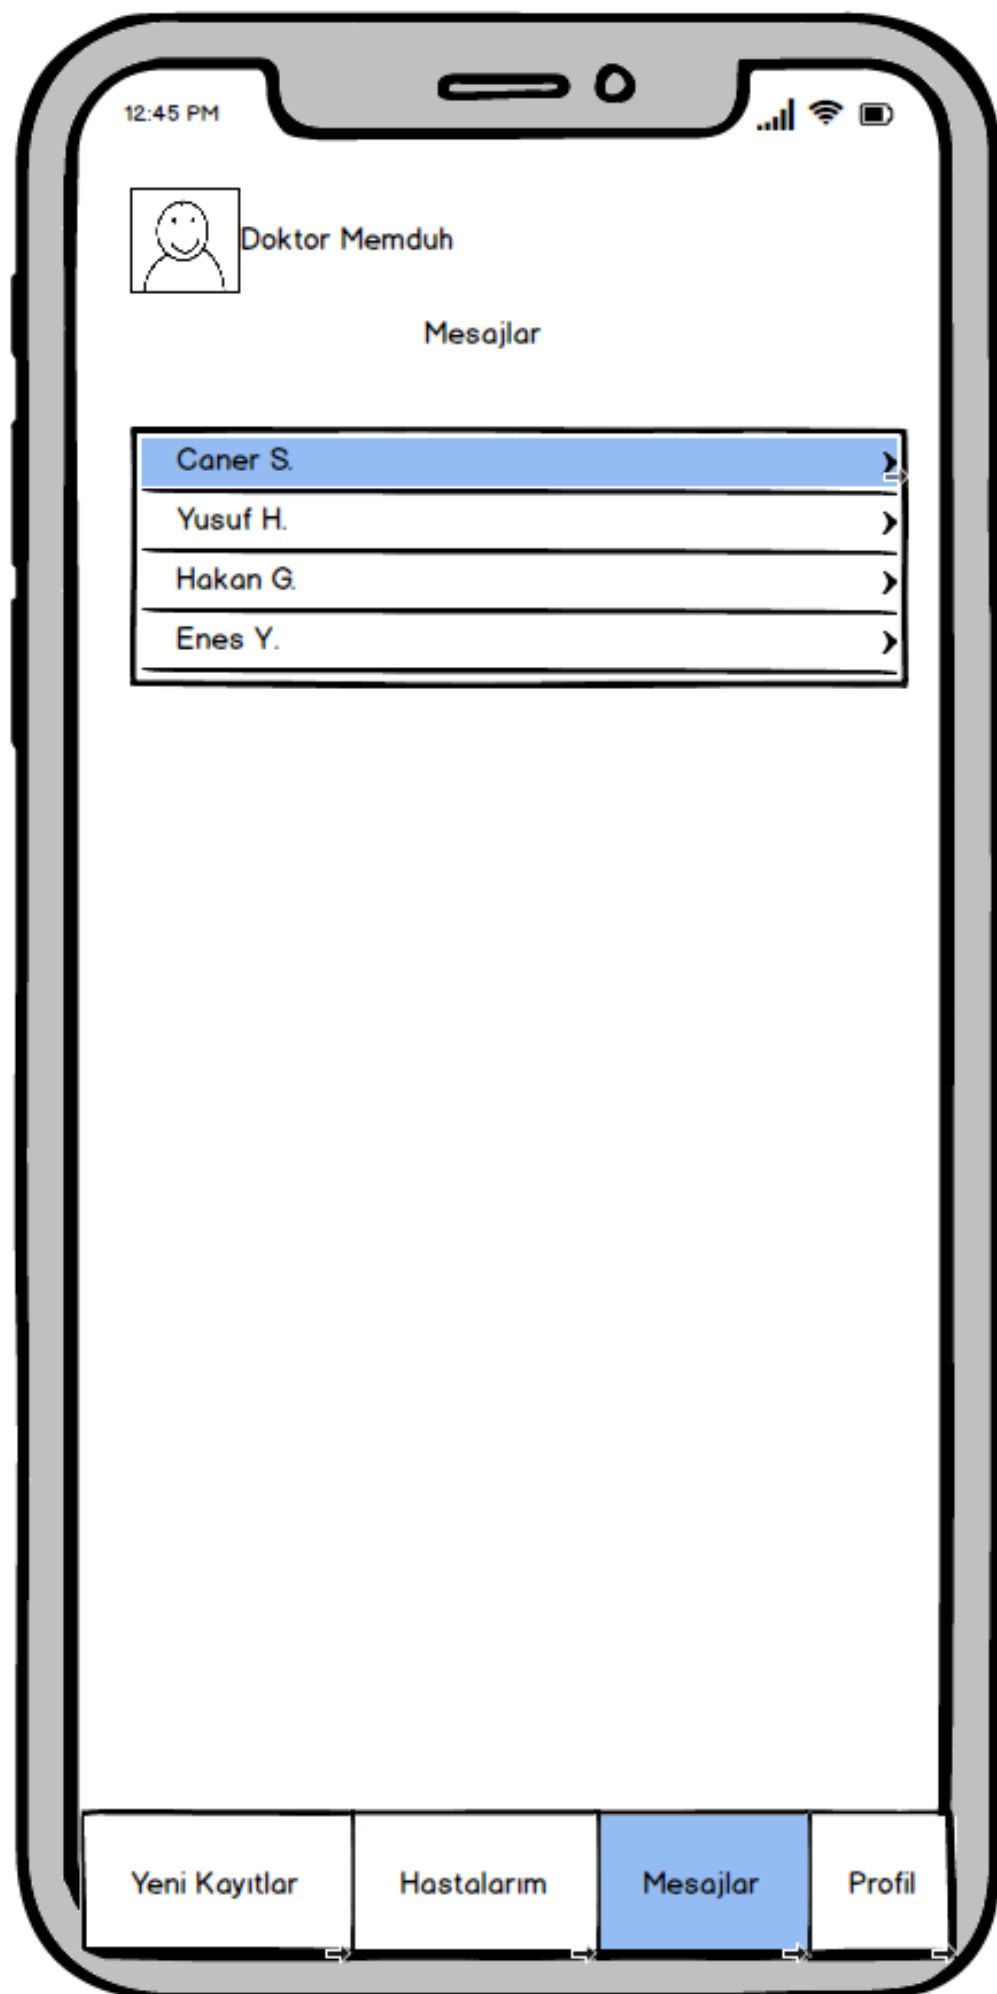 12:45 PM
Doktor Memduh
Mesajlar
Caner S.
Yusuf H.
Hakan G.
Enes Y.
Yeni Kayıtlar
Hastalarım
Mesajlar
Profil